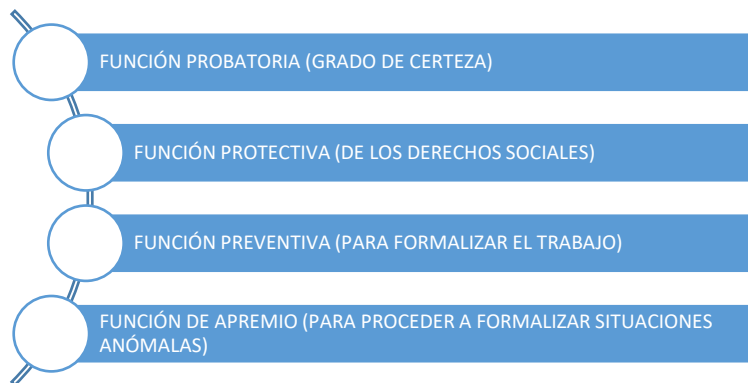 FUNCIÓN PROBATORIA (GRADO DE CERTEZA)
FUNCIÓN PROTECTIVA (DE LOS DERECHOS SOCIALES)
FUNCIÓN PREVENTIVA (PARA FORMALIZAR EL TRABAJO)
FUNCIÓN DE APREMIO (PARA PROCEDER A FORMALIZAR SITUACIONES
ANÓMALAS)